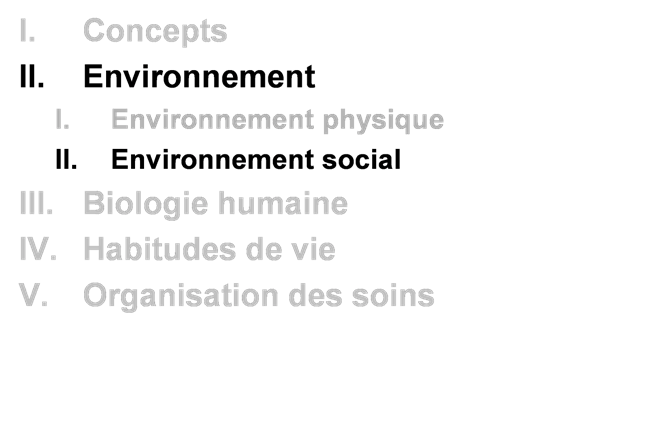 I. Concepts
II. Environnement
I. Environnement physique
II. Environnement social
III. Biologie humaine
IV. Habitudes de vie
V. Organisation des soins